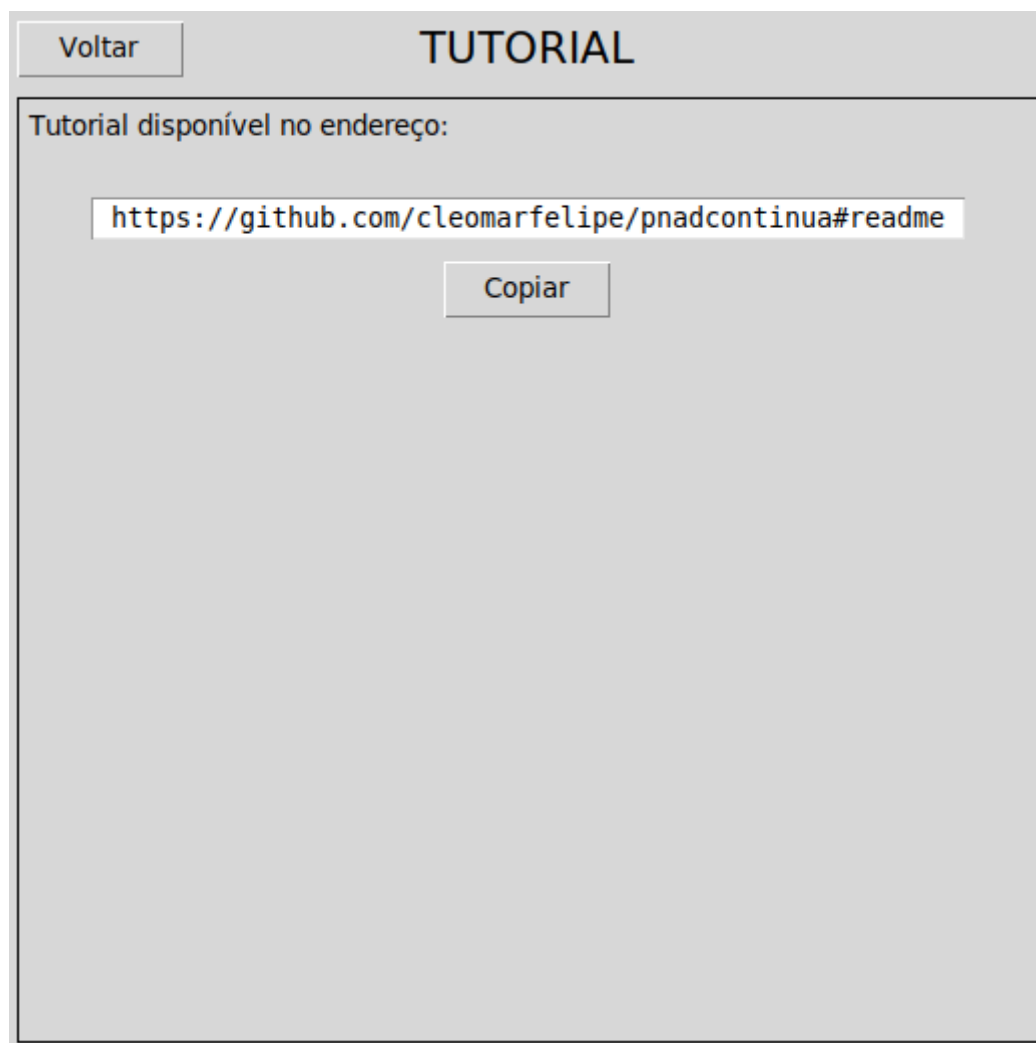 Voltar
TUTORIAL
Tutorial disponível no endereço:
https://github.com/cleomarfelipe/pnadcontinua#readme
Copiar